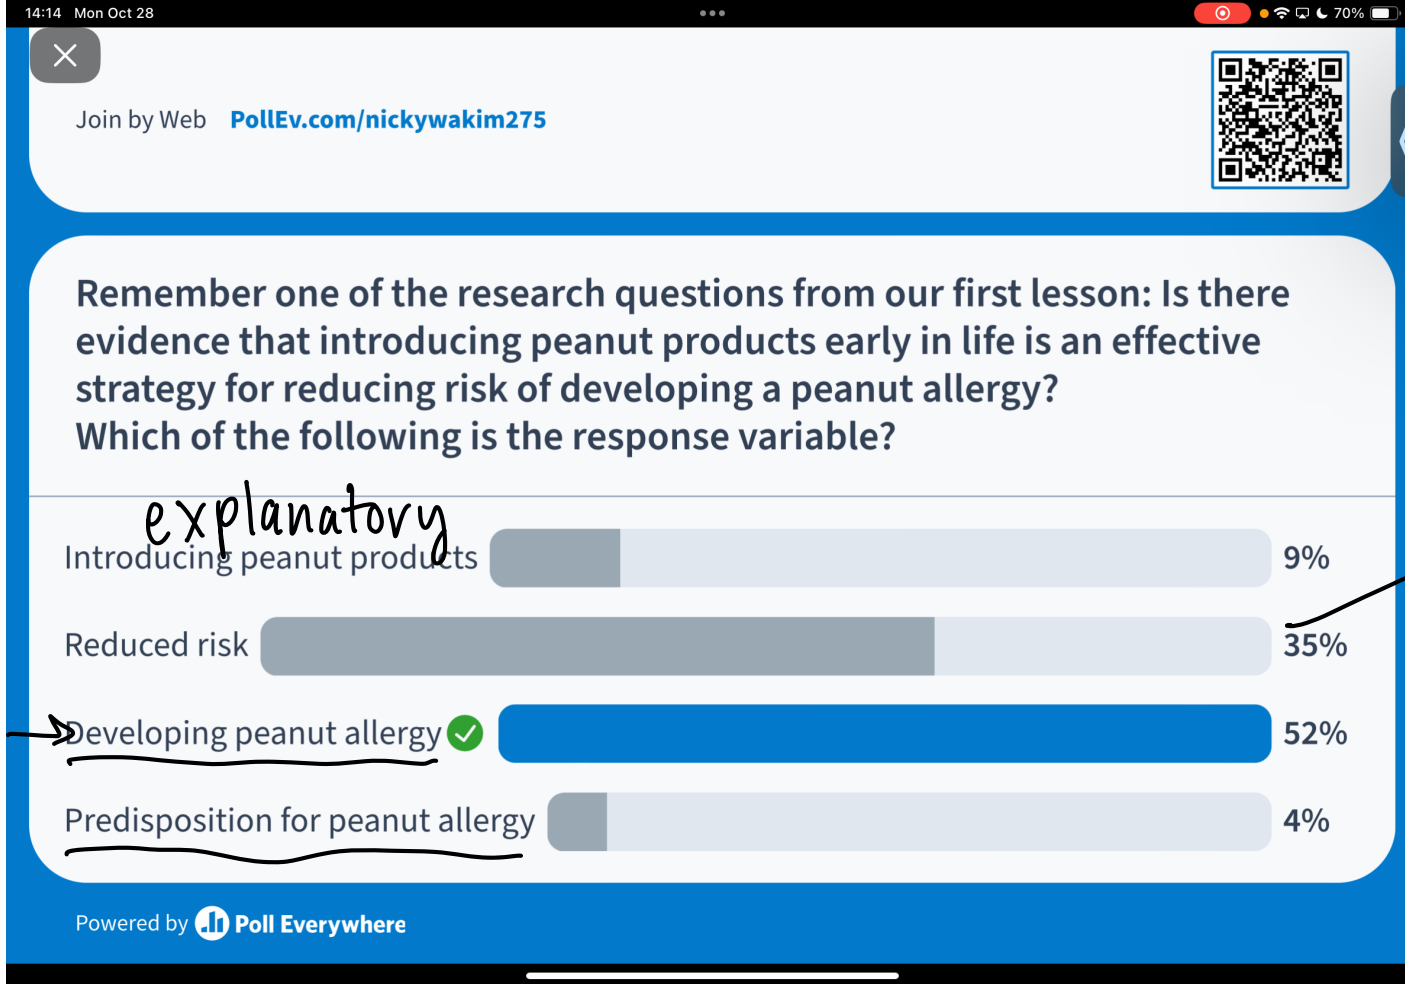 14:14 Mon Oct 28
70%
Join by Web PollEv.com/nickywakim275
Remember one of the research questions from our first lesson: Is there
evidence that introducing peanut products early in life is an effective
strategy for reducing risk of developing a peanut allergy?
Which of the following is the response variable?
explanatory
Introducing peanut products 9%
Reduced risk 35%
Developing peanut allergy 52%
Predisposition for peanut allergy 4%
Powered by Poll Everywhere